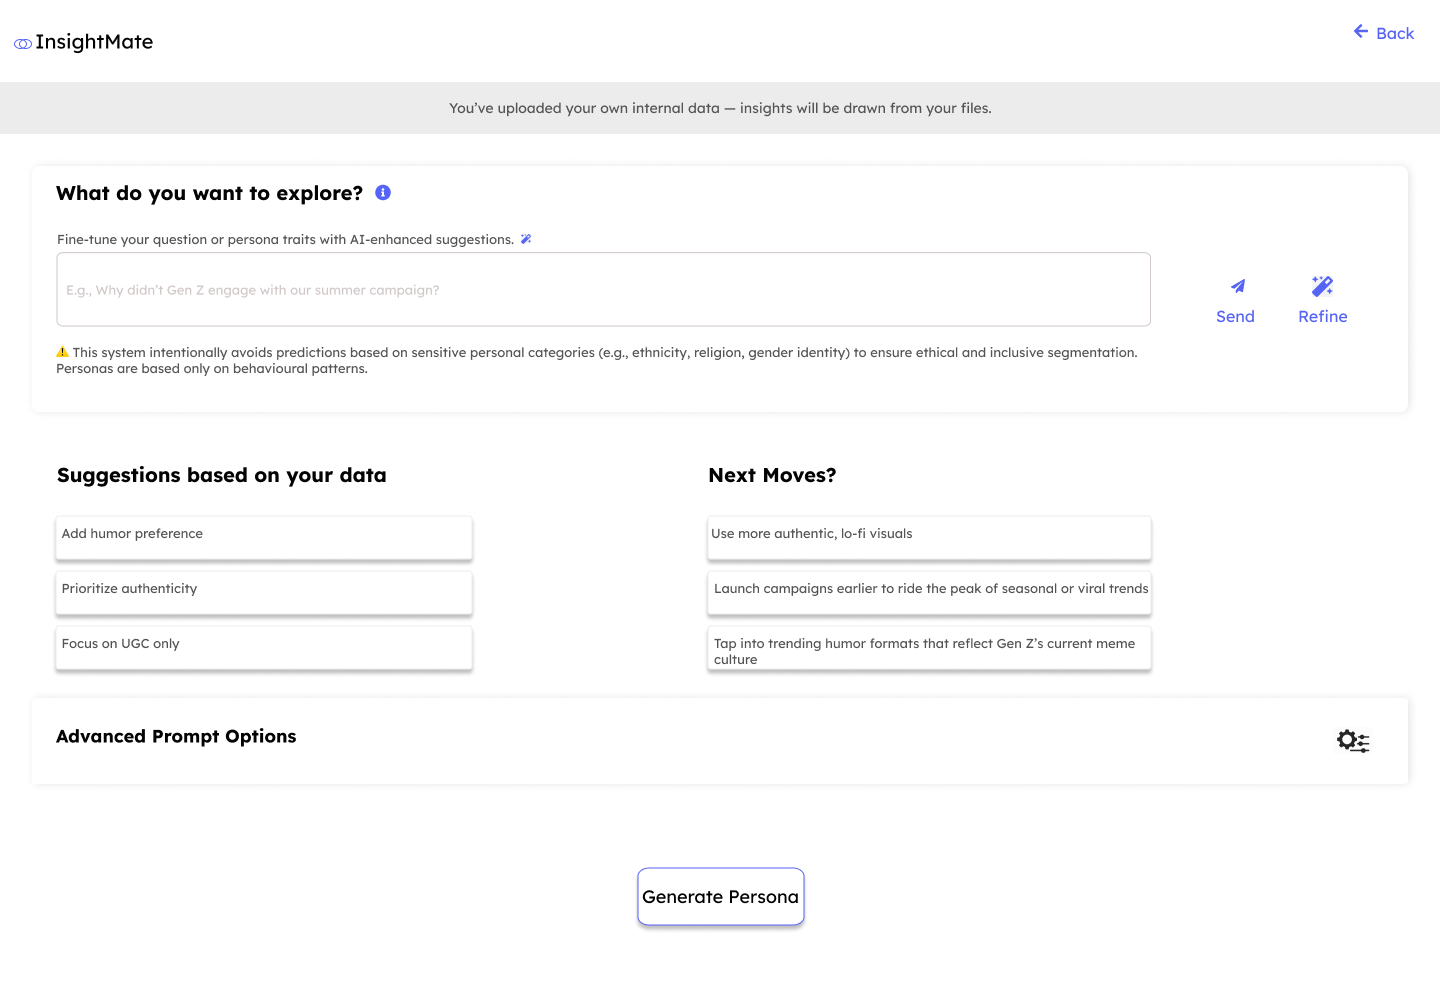 InsightMate
Back
You’ve uploaded your own internal data — insights will be drawn from your files.
What do you want to explore?
Fine-tune your question or persona traits with AI-enhanced suggestions.
E.g., Why didn’t Gen Z engage with our summer campaign?
Send
Refine
This system intentionally avoids predictions based on sensitive personal categories (e.g., ethnicity, religion, gender identity) to ensure ethical and inclusive segmentation.
Personas are based only on behavioural patterns.
Suggestions based on your data
Add humor preference
Prioritize authenticity
Focus on UGC only
Next Moves?
Use more authentic, lo-fi visuals
Launch campaigns earlier to ride the peak of seasonal or viral trends
Tap into trending humor formats that reflect Gen Z’s current meme
culture
Advanced Prompt Options
Generate Persona